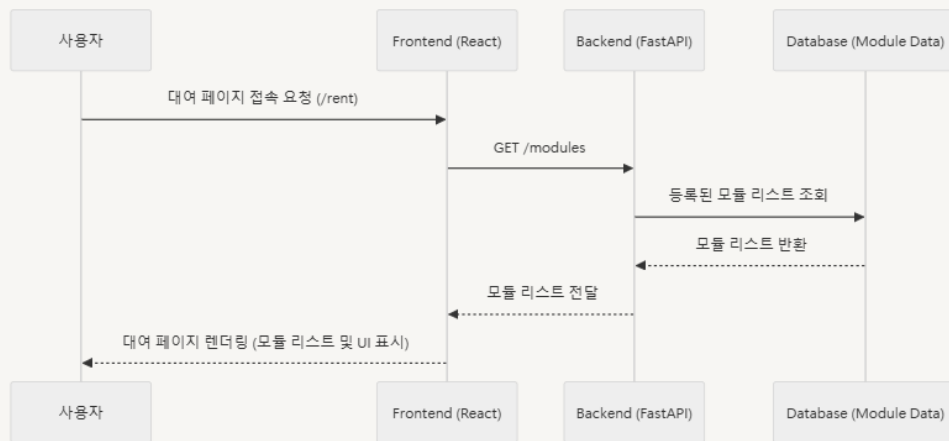 사용자
Frontend (React)
Backend (FastAPI)
Database (Module Data)
대여 페이지 접속 요청 (/rent)
GET /modules
등록된 모듈 리스트 조회
모듈 리스트 반환
모듈 리스트 전달
대여 페이지 렌더링 (모듈 리스트 및 UI 표시)
사용자
Frontend (React)
Backend (FastAPI)
Database (Module Data)